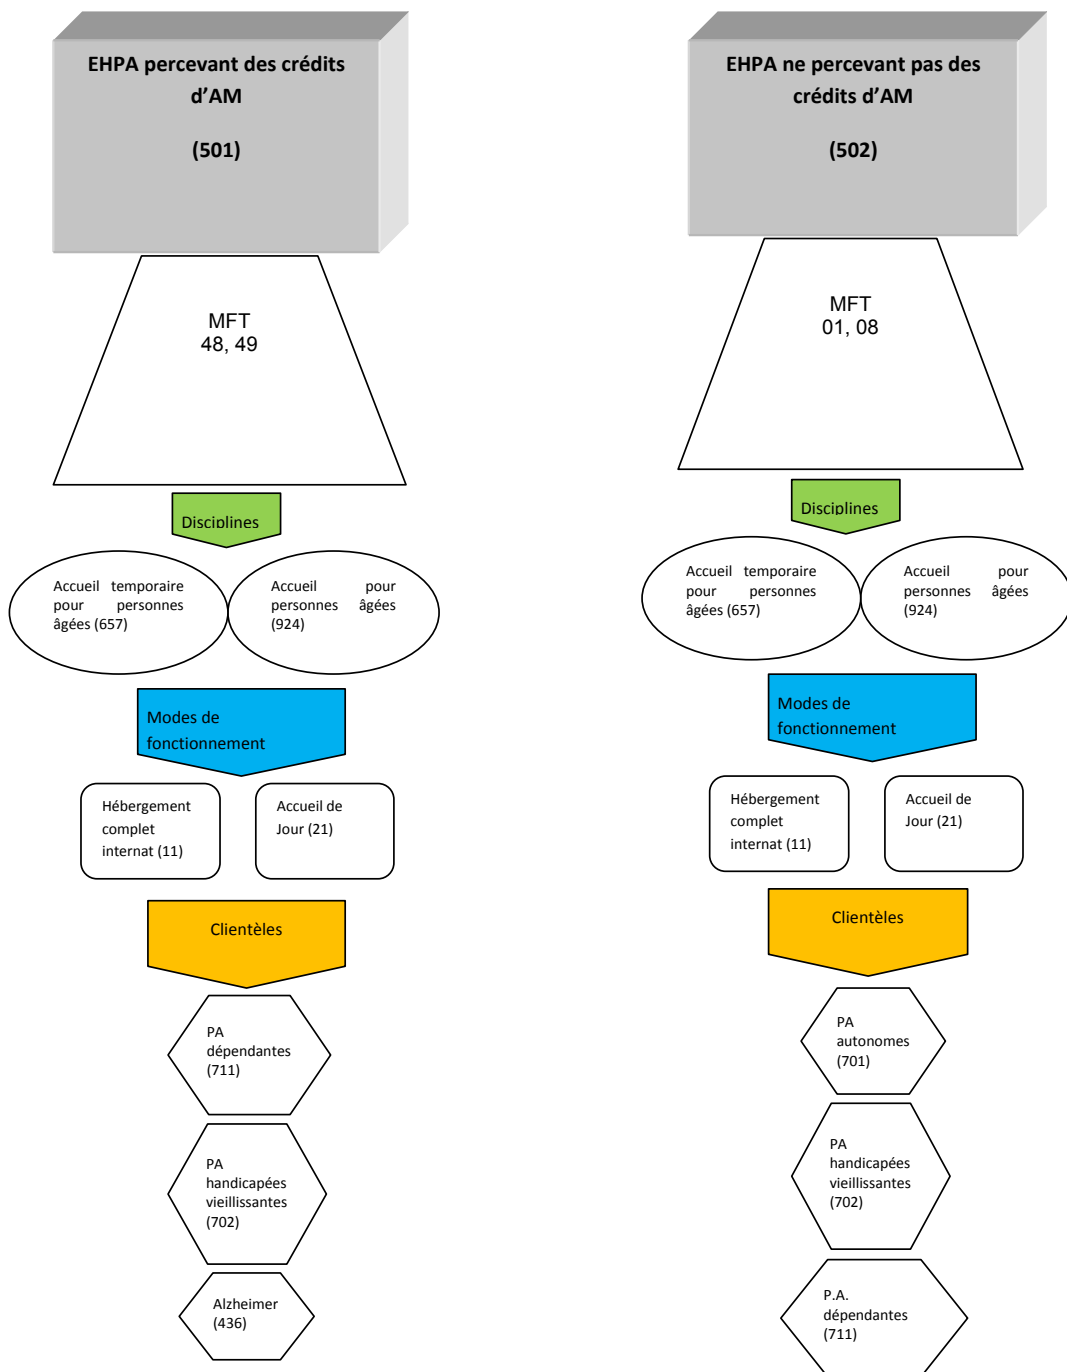 EHPA percevant des crédits
d’AM
(501)
MFT
48, 49
Disciplines
Accueil temporaire
pour personnes
âgées (657)
Accueil pour
personnes âgées
(924)
Modes de
fonctionnement
Hébergement
complet
internat (11)
Accueil de
Jour (21)
Clientèles
PA
dépendantes
(711)
PA
handicapées
vieillissantes
(702)
Alzheimer
(436)
EHPA ne percevant pas des
crédits d’AM
(502)
MFT
01, 08
Disciplines
Accueil temporaire
pour personnes
âgées (657)
Accueil pour
personnes âgées
(924)
Modes de
fonctionnement
Hébergement
complet
internat (11)
Accueil de
Jour (21)
Clientèles
PA
autonomes
(701)
PA
handicapées
vieillissantes
(702)
P.A.
dépendantes
(711)